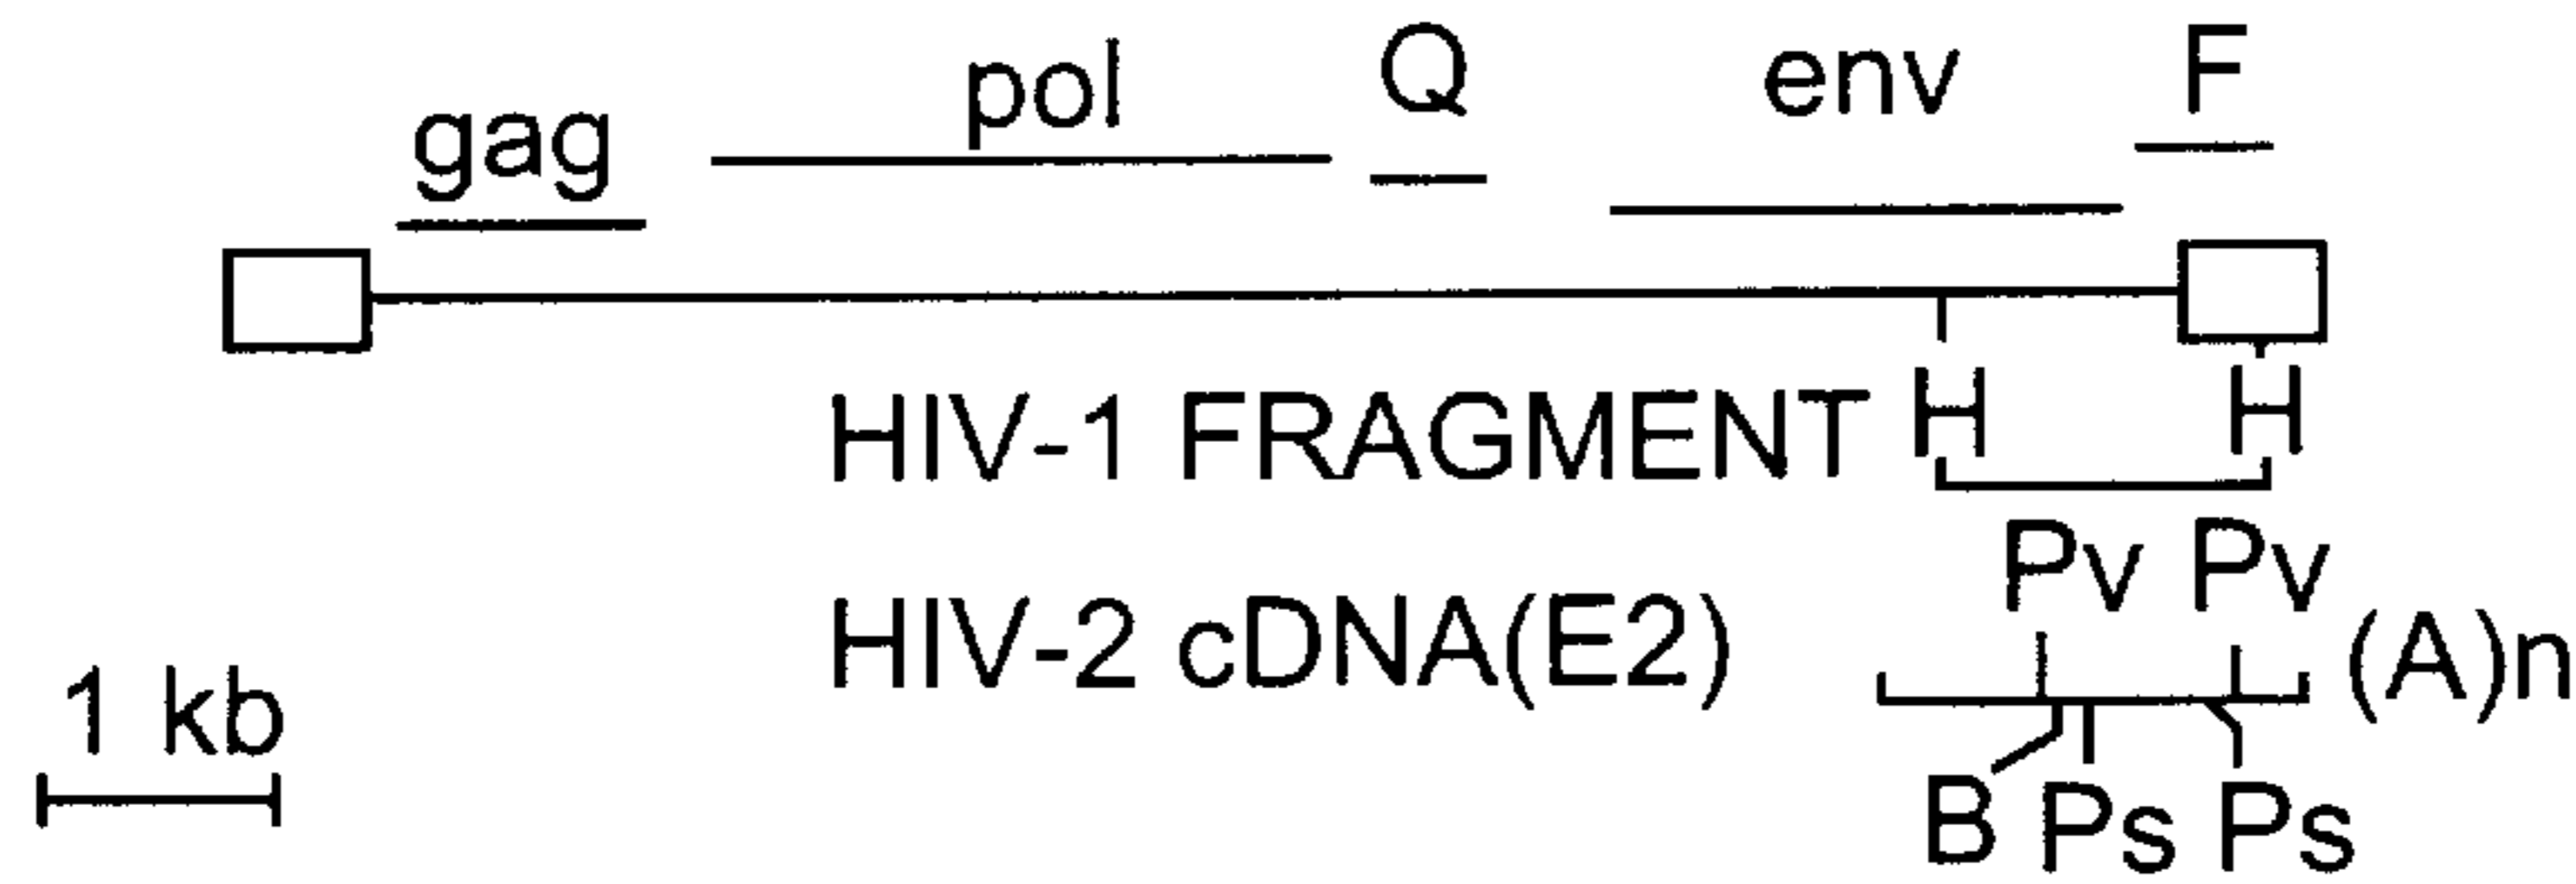 gag pol Q env F
HIV-1 FRAGMENT H H
Pv Pv
HIV-2 cDNA(E2) (A)n
1 kb
B Ps Ps